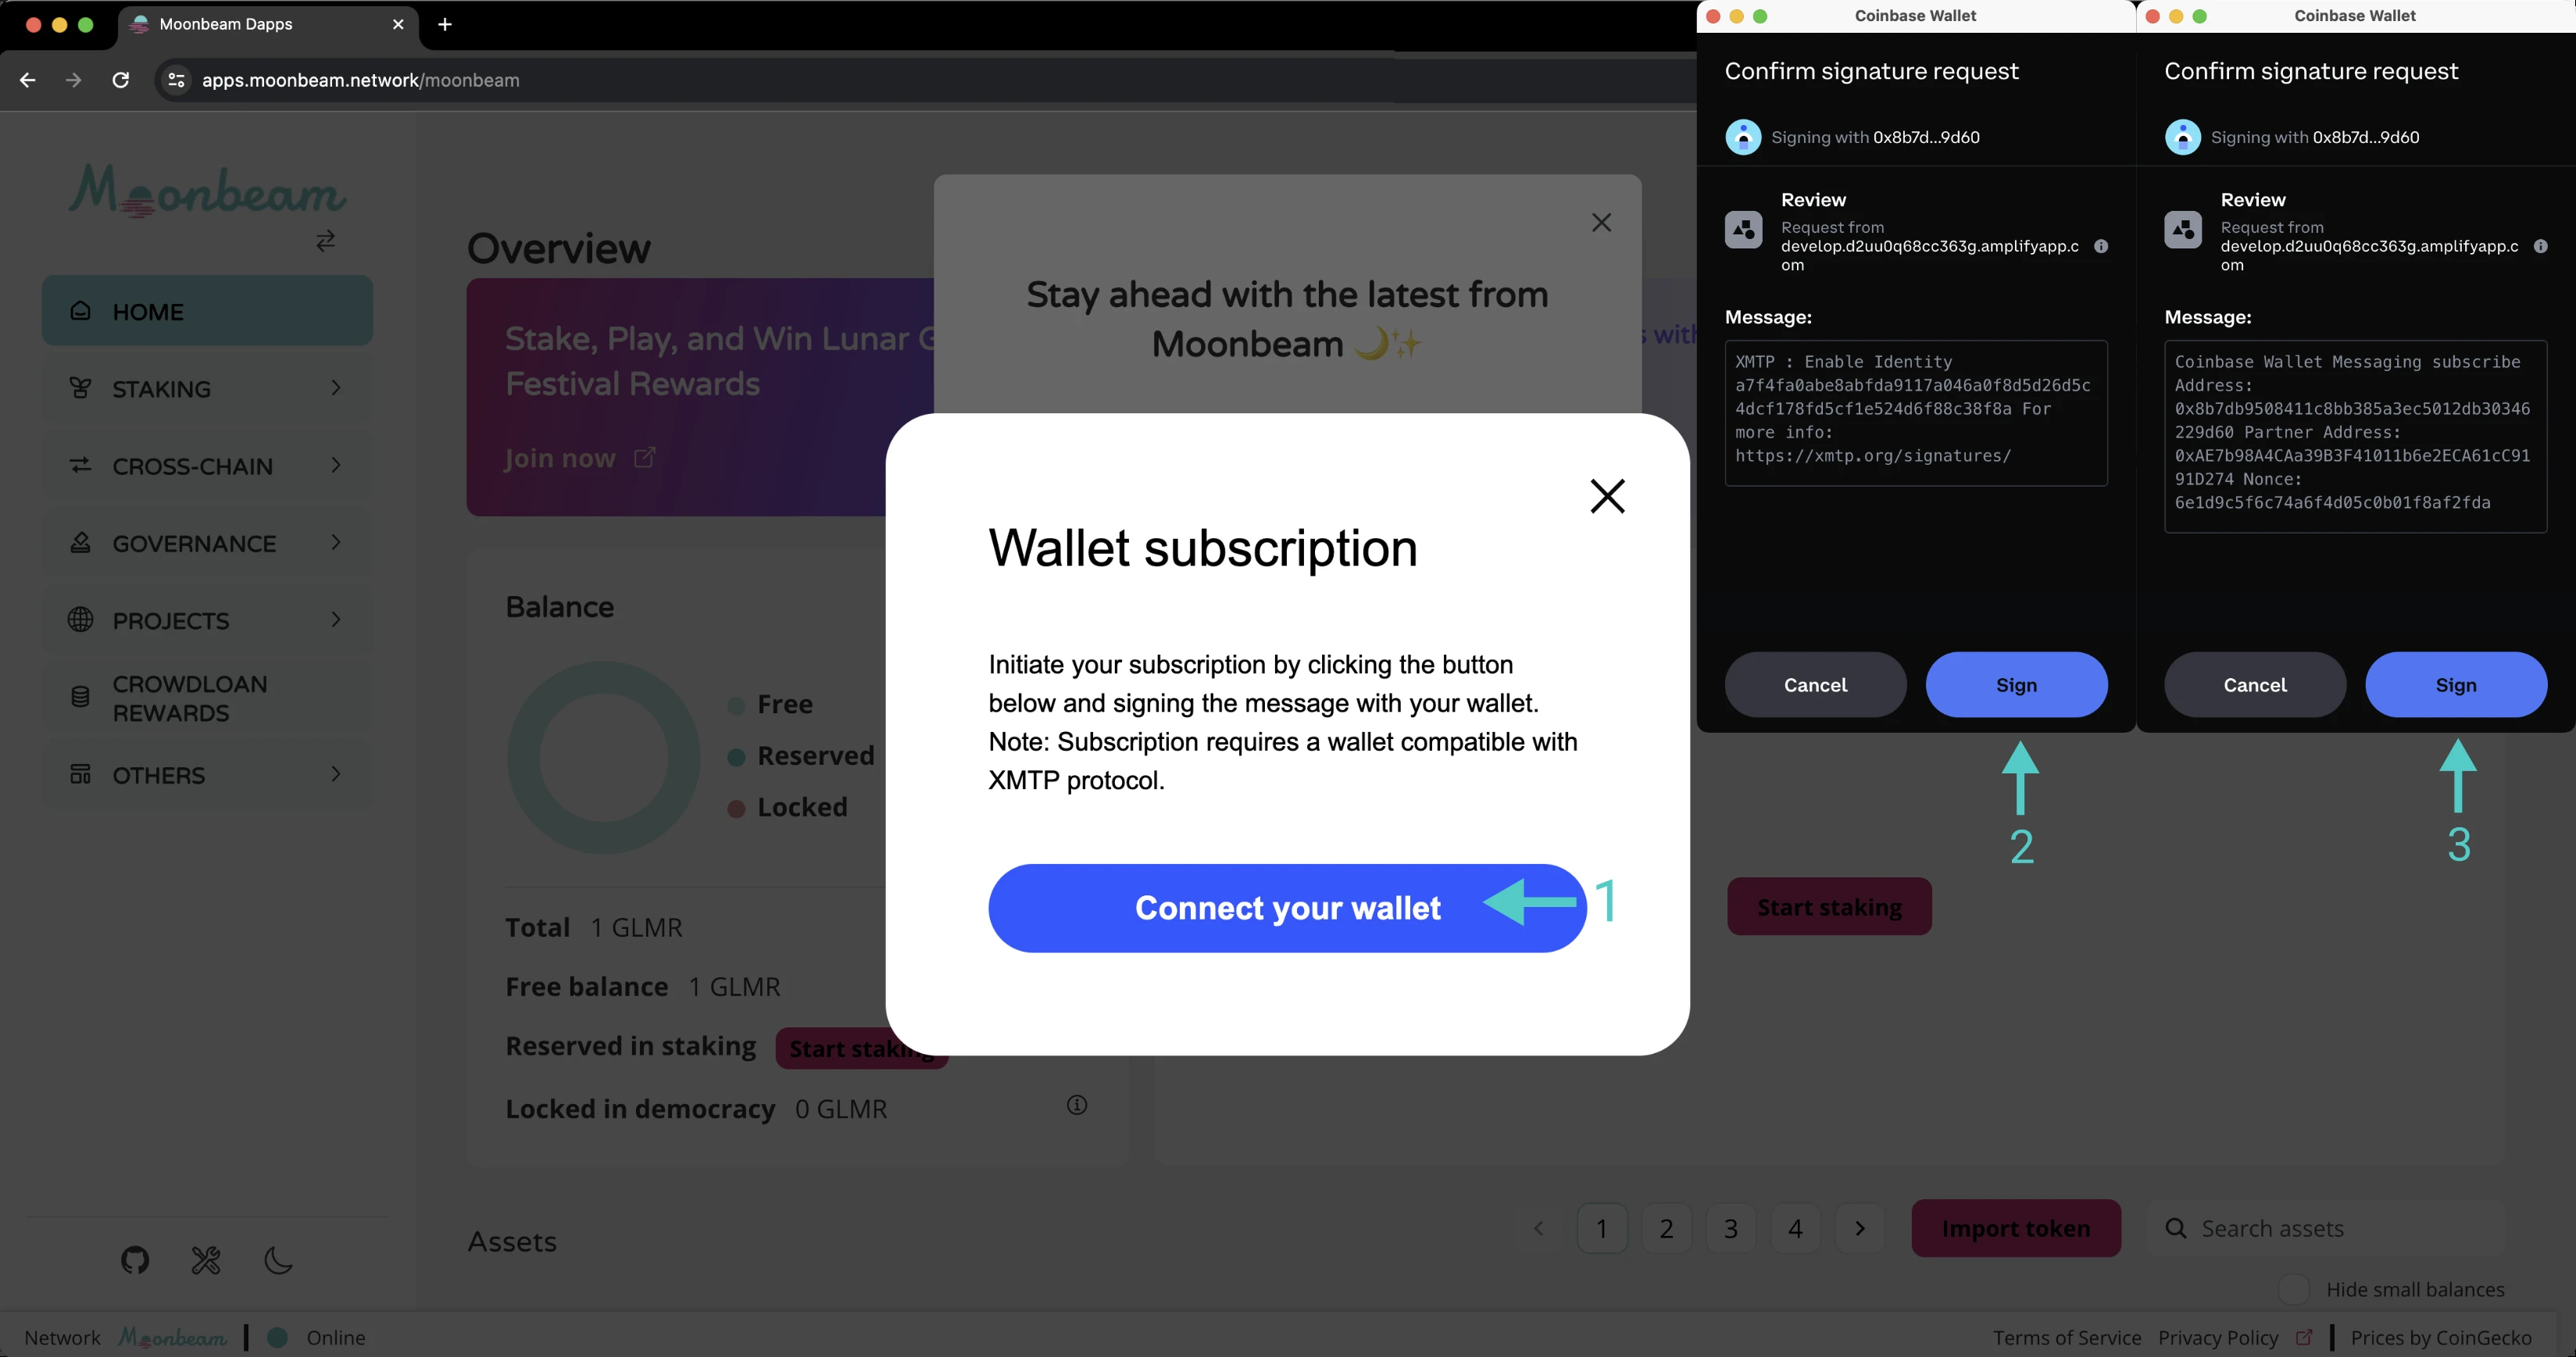 Moonbeam Dapps
apps.moonbeam.network/moonbeam
Moonbeam
HOME
STAKING
CROSS-CHAIN
GOVERNANCE
PROJECTS
CROWDLOAN
REWARDS
OTHERS
Overview
Stake, Play, and Win Lunar
Festival Rewards
Join now
Stay ahead with the latest from
Moonbeam 🌙✨
s with
Balance
Free
Reserved
Locked
Total 1 GLMR
Free balance 1 GLMR
Reserved in staking Start staking
Locked in democracy 0 GLMR
Wallet subscription
Initiate your subscription by clicking the button
below and signing the message with your wallet.
Note: Subscription requires a wallet compatible with
XMTP protocol.
Connect your wallet
1
Coinbase Wallet
Confirm signature request
Signing with 0x8b7d...9d60
Review
Request from
develop.d2uu0q68cc363g.amplifyapp.c
om
Message:
XMTP : Enable Identity
a7f4fa0abe8abfda9117a046a0f8d5d26d5c
4dcf178fd5cf1e524d6f88c38f8a For
more info:
https://xmtp.org/signatures/
Cancel
Sign
2
Coinbase Wallet
Confirm signature request
Signing with 0x8b7d...9d60
Review
Request from
develop.d2uu0q68cc363g.amplifyapp.c
om
Message:
Coinbase Wallet Messaging subscribe
Address:
0x8b7db9508411c8bb385a3ec5012db30346
229d60 Partner Address:
0xAE7b98A4CAa39B3F41011b6e2ECA61cC91
91D274 Nonce:
6e1d9c5f6c74a6f4d05c0b01f8af2fda
Cancel
Sign
3
Start staking
Assets
1 2 3 4
Import token
Search assets
Hide small balances
Network Moonbeam
Online
Terms of Service Privacy Policy
Prices by CoinGecko